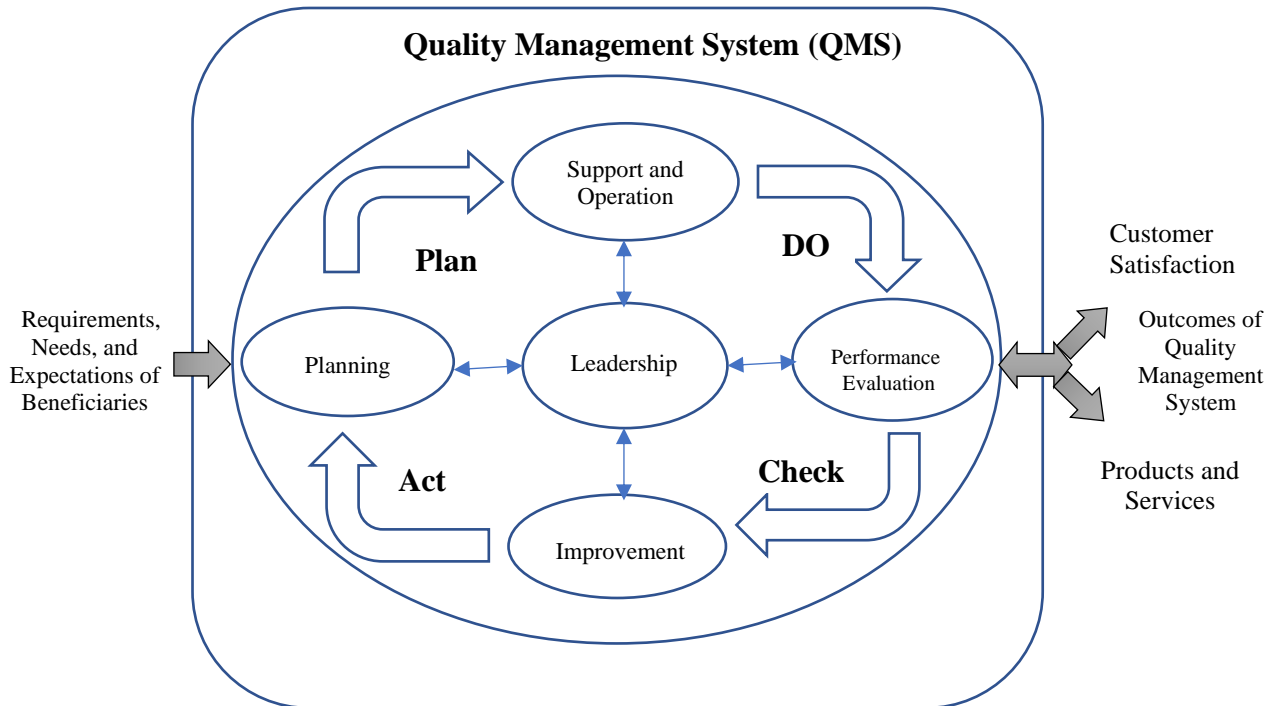 Quality Management System (QMS)
Support and
Operation
Plan
DO
Customer
Satisfaction
Requirements,
Needs, and
Expectations of
Beneficiaries
Planning
Leadership
Performance
Evaluation
Outcomes of
Quality
Management
System
Act
Check
Products and
Services
Improvement